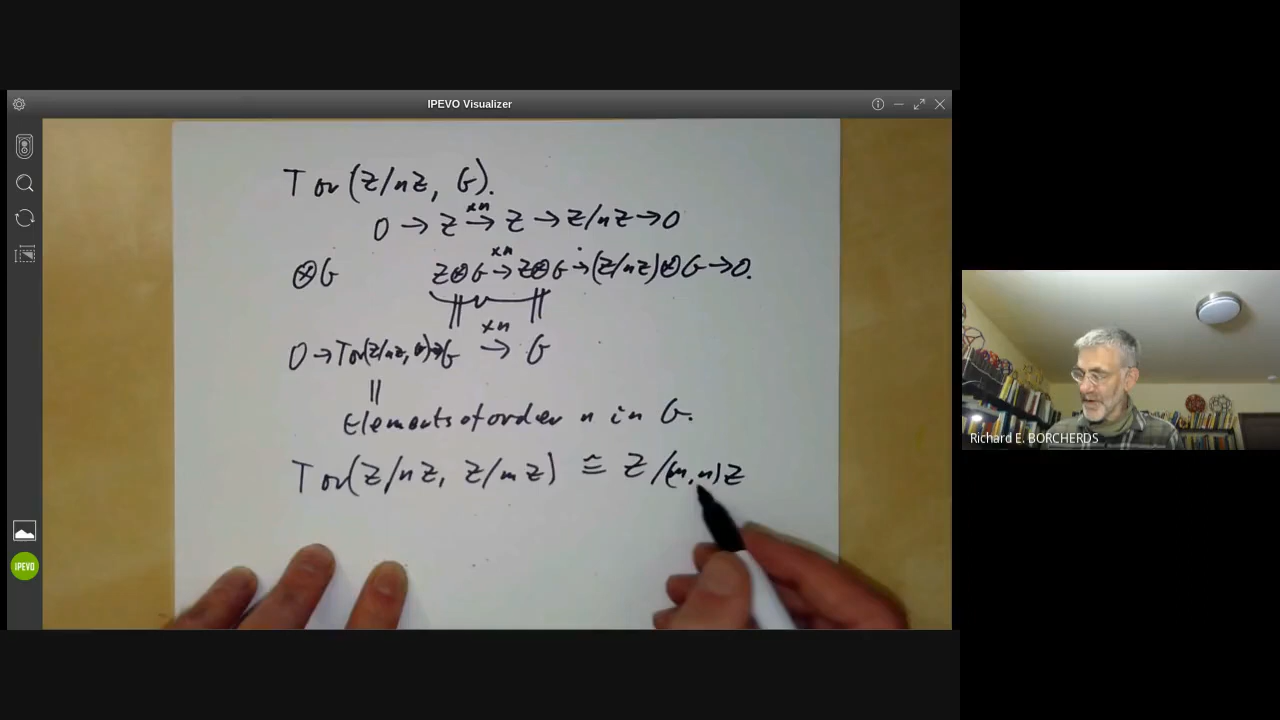 IPEVO Visualizer
Tor(Z/nZ, G).
0 → Z →×n Z → Z/nZ → 0
⊗G Z⊗G →×n Z⊗G → (Z/nZ)⊗G → 0.
|| ||
0 → Tor(Z/nZ, G) → G →×n G
||
Elements of order n in G.
Tor(Z/nZ, Z/mZ) ≅ Z/(m,n)Z
IPEVO
Richard E. BORCHERDS